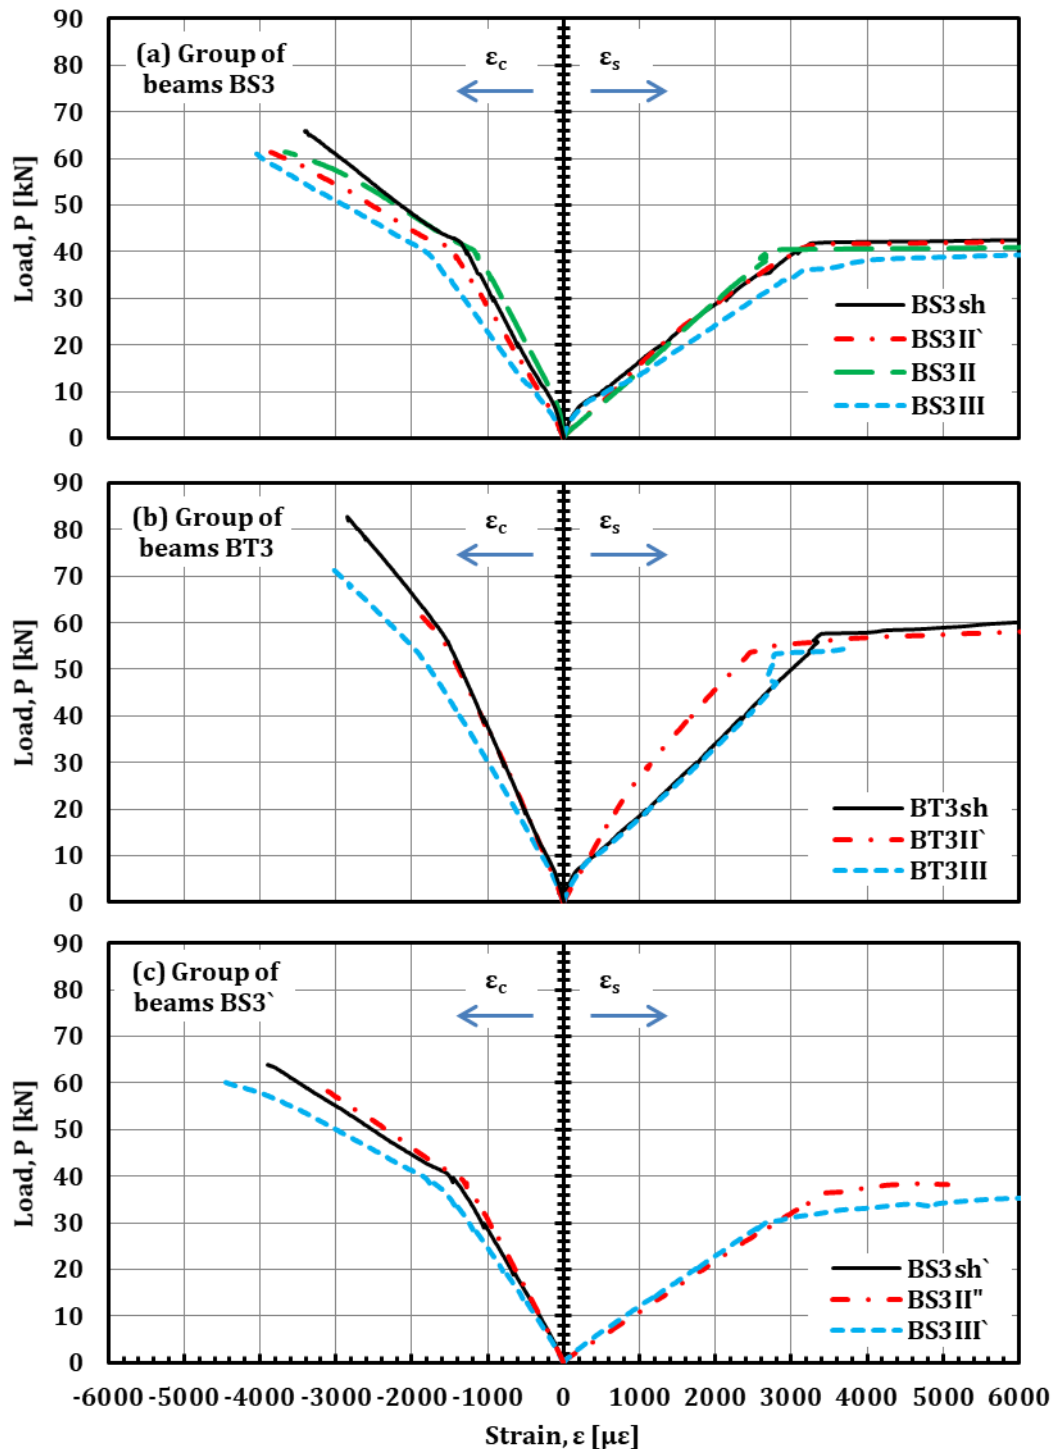 90
(a) Group of
beams BS3
εc
εs
80
70
60
50
40
30
20
10
0
Load, P [kN]
BS3sh
BS3II`
BS3II
BS3III
90
(b) Group of
beams BT3
εc
εs
80
70
60
50
40
30
20
10
0
Load, P [kN]
BT3sh
BT3II`
BT3III
90
(c) Group of
beams BS3`
εc
εs
80
70
60
50
40
30
20
10
0
Load, P [kN]
BS3sh`
BS3II"
BS3III`
-6000 -5000 -4000 -3000 -2000 -1000 0 1000 2000 3000 4000 5000 6000
Strain, ε [με]